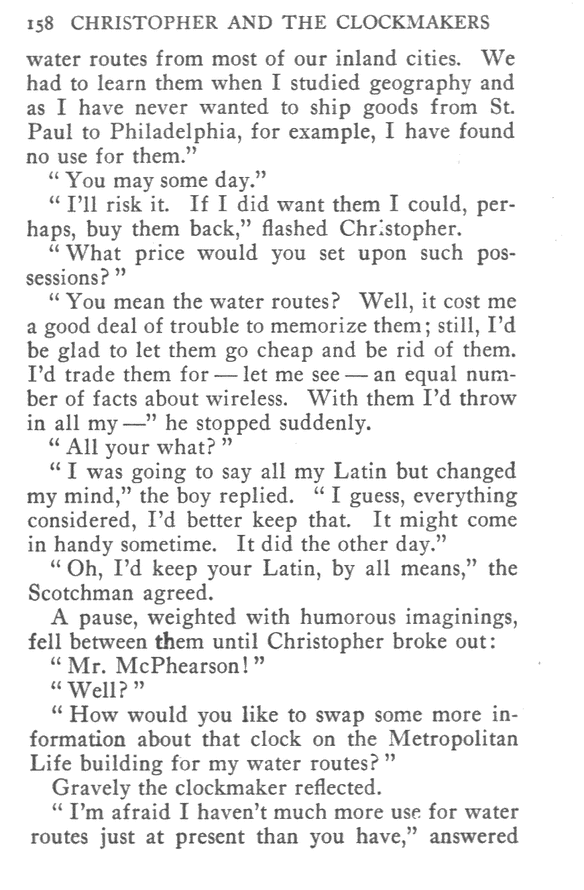 158 CHRISTOPHER AND THE CLOCKMAKERS
water routes from most of our inland cities. We
had to learn them when I studied geography and
as I have never wanted to ship goods from St.
Paul to Philadelphia, for example, I have found
no use for them.”
“ You may some day.”
“ I’ll risk it. If I did want them I could, per-
haps, buy them back,” flashed Christopher.
“ What price would you set upon such pos-
sessions? ”
“ You mean the water routes? Well, it cost me
a good deal of trouble to memorize them; still, I’d
be glad to let them go cheap and be rid of them.
I’d trade them for — let me see — an equal num-
ber of facts about wireless. With them I’d throw
in all my —” he stopped suddenly.
“ All your what? ”
“ I was going to say all my Latin but changed
my mind,” the boy replied. “ I guess, everything
considered, I’d better keep that. It might come
in handy sometime. It did the other day.”
“ Oh, I’d keep your Latin, by all means,” the
Scotchman agreed.
A pause, weighted with humorous imaginings,
fell between them until Christopher broke out:
“ Mr. McPhearson! ”
“ Well? ”
“ How would you like to swap some more in-
formation about that clock on the Metropolitan
Life building for my water routes? ”
Gravely the clockmaker reflected.
“ I’m afraid I haven’t much more use for water
routes just at present than you have,” answered